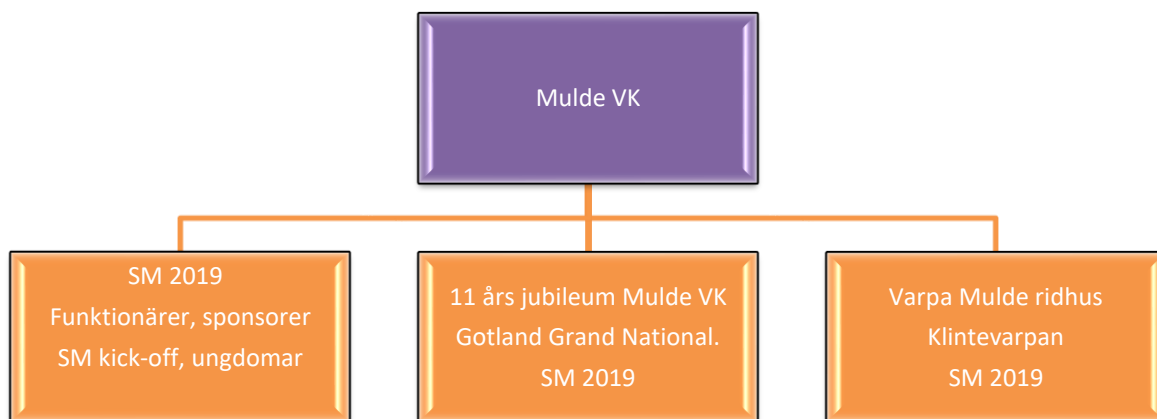 Mulde VK
SM 2019
Funktionärer, sponsorer
SM kick-off, ungdomar
11 års jubileum Mulde VK
Gotland Grand National.
SM 2019
Varpa Mulde ridhus
Klintevarpan
SM 2019